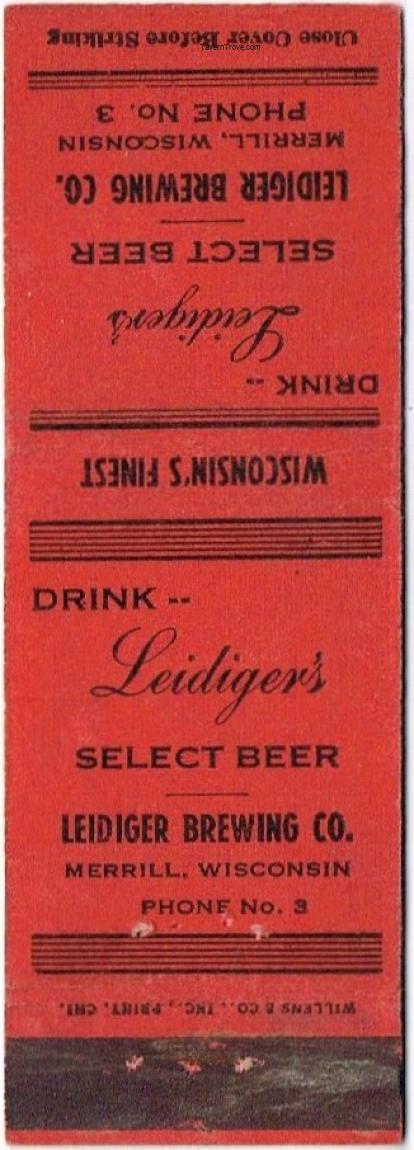 Close Cover Before Striking
TavernTrove.com
PHONE No. 3
MERRILL, WISCONSIN
LEIDIGER BREWING CO.
SELECT BEER
Leidiger's
DRINK --
WISCONSIN'S FINEST
DRINK --
Leidiger's
SELECT BEER
LEIDIGER BREWING CO.
MERRILL, WISCONSIN
PHONE No. 3
WILLENS & CO., INC., PRINT, CHI.